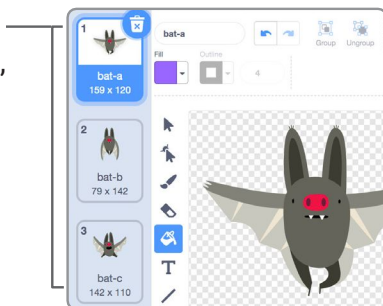 ,
1
bat-a
159 x 120
2
bat-b
79 x 142
3
bat-c
142 x 110
bat-a
Group
Ungroup
Fill
Outline
4
T